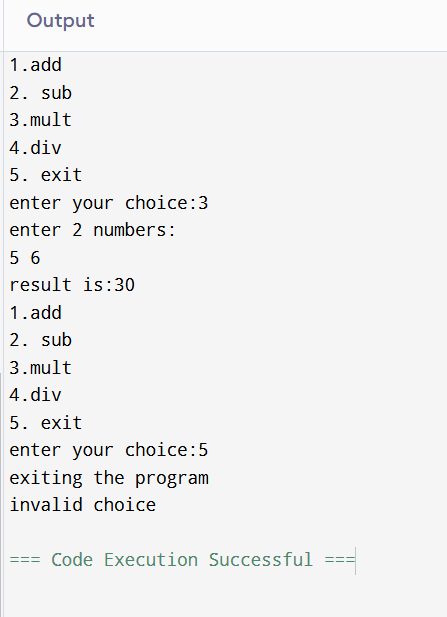 Output
1.add
2. sub
3.mult
4.div
5. exit
enter your choice:3
enter 2 numbers:
5 6
result is:30
1.add
2. sub
3.mult
4.div
5. exit
enter your choice:5
exiting the program
invalid choice
=== Code Execution Successful ===